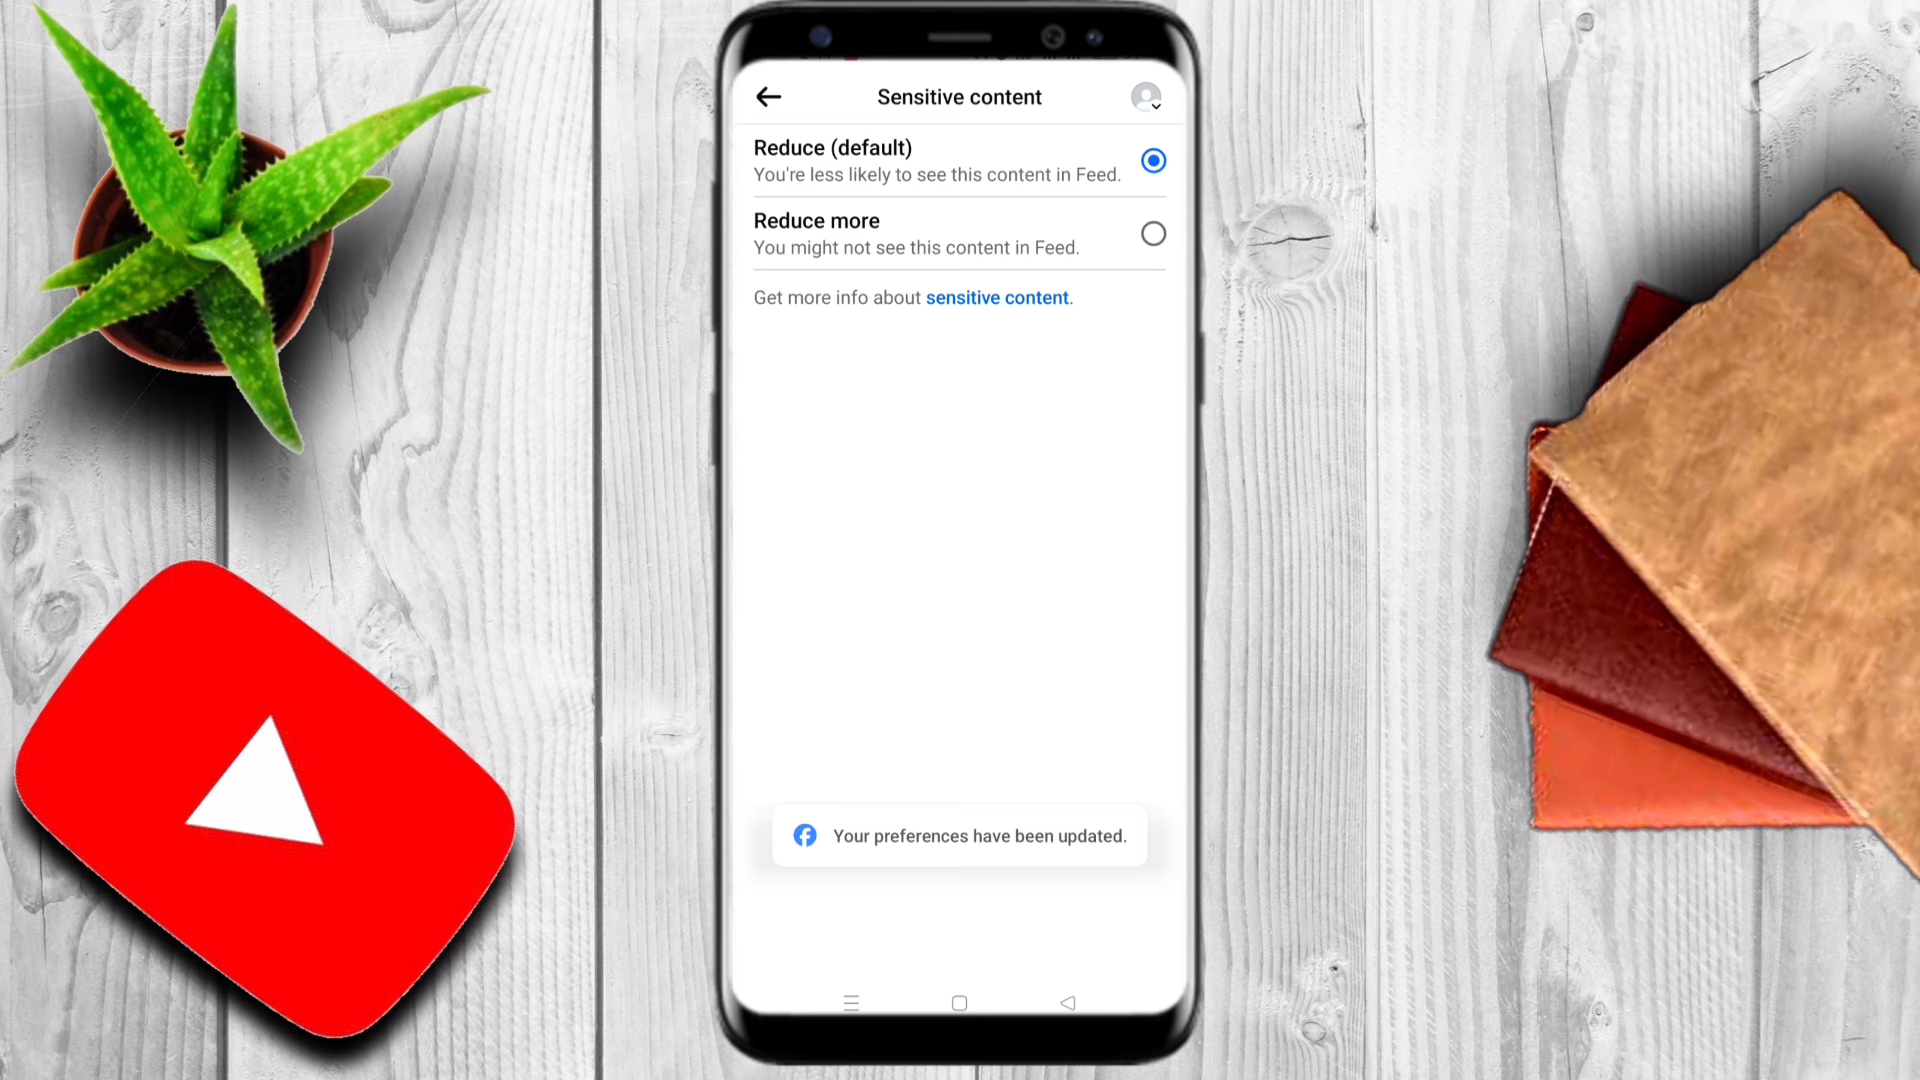 Sensitive content
Reduce (default)
You're less likely to see this content in Feed.
Reduce more
You might not see this content in Feed.
Get more info about sensitive content.
Your preferences have been updated.